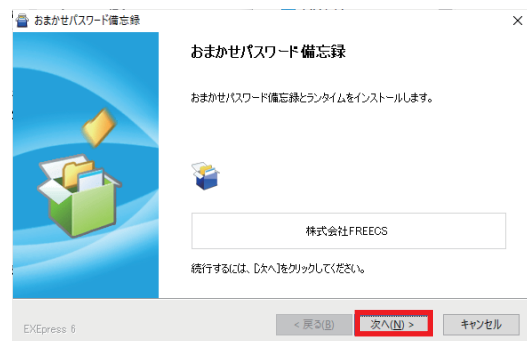 おまかせパスワード備忘録
おまかせパスワード備忘録
おまかせパスワード備忘録とランタイムをインストールします。
株式会社FREECS
続行するには、[次へ]をクリックしてください。
EXEpress 6
< 戻る(B)
次へ(N) >
キャンセル